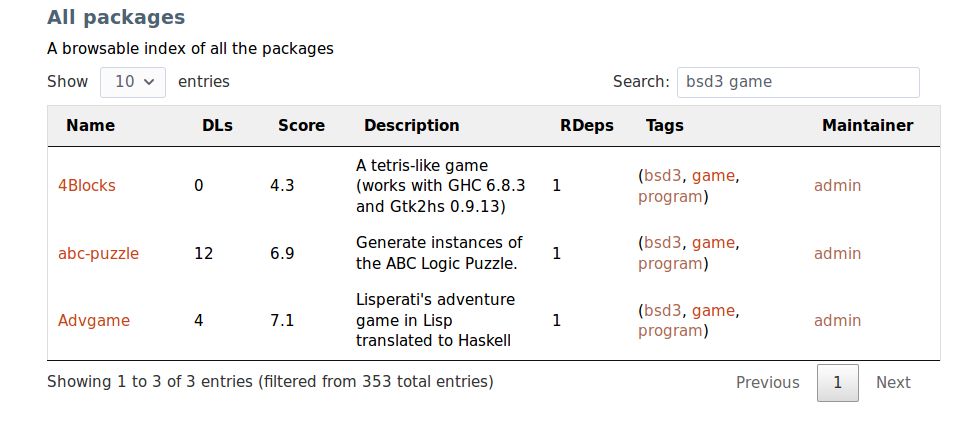 All packages
A browsable index of all the packages
Show 10 entries Search: bsd3 game
Name DLs Score Description RDeps Tags Maintainer
4Blocks 0 4.3 A tetris-like game (works with GHC 6.8.3 and Gtk2hs 0.9.13) 1 (bsd3, game, program) admin
abc-puzzle 12 6.9 Generate instances of the ABC Logic Puzzle. 1 (bsd3, game, program) admin
Advgame 4 7.1 Lisperati's adventure game in Lisp translated to Haskell 1 (bsd3, game, program) admin
Showing 1 to 3 of 3 entries (filtered from 353 total entries) Previous 1 Next